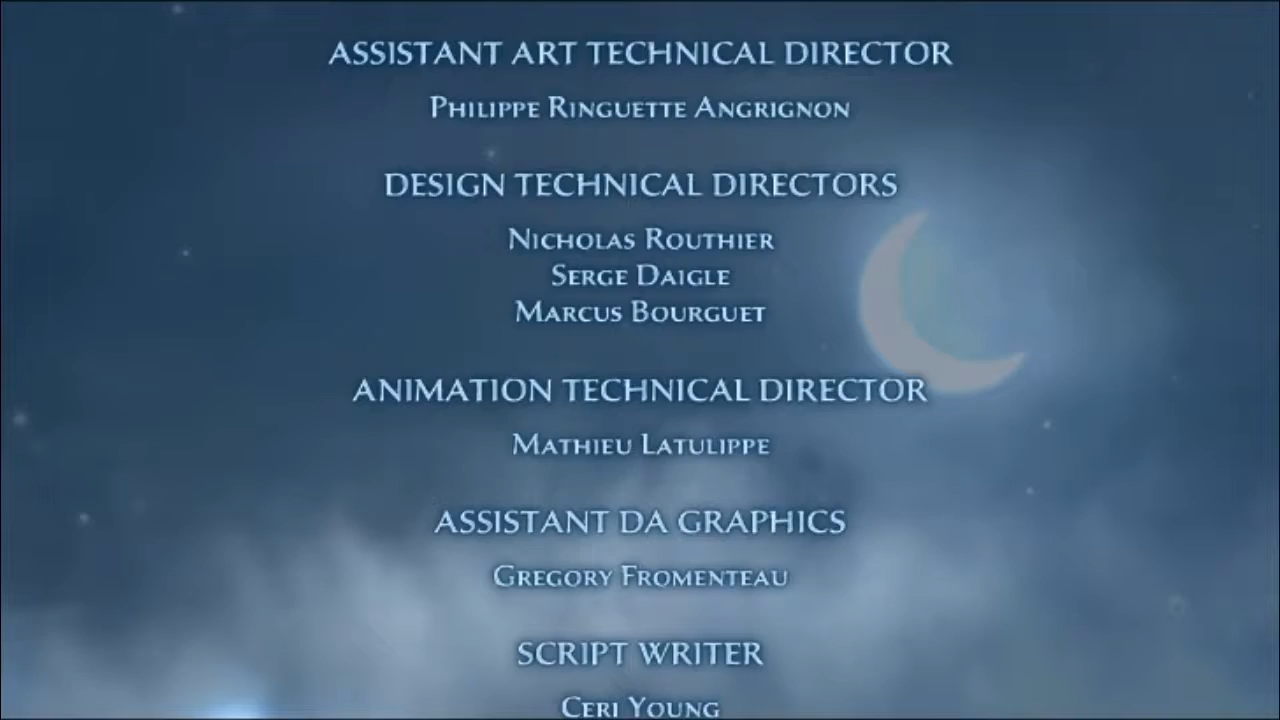 ASSISTANT ART TECHNICAL DIRECTOR
PHILIPPE RINGUETTE ANGRIGNON
DESIGN TECHNICAL DIRECTORS
NICHOLAS ROUTHIER
SERGE DAIGLE
MARCUS BOURGUET
ANIMATION TECHNICAL DIRECTOR
MATHIEU LATULIPPE
ASSISTANT DA GRAPHICS
GREGORY FROMENTEAU
SCRIPT WRITER
CERI YOUNG